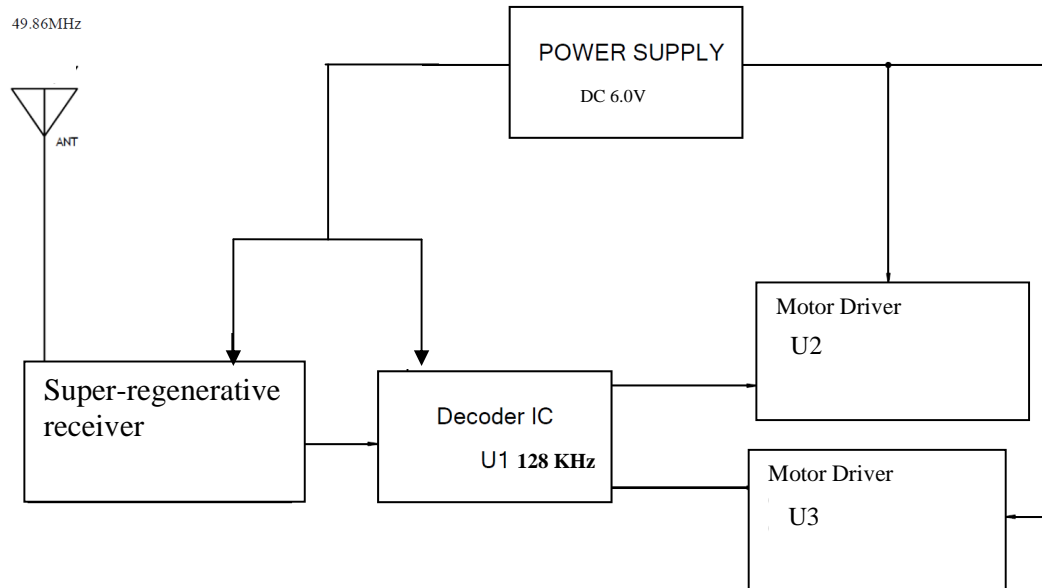 49.86MHz
ANT
POWER SUPPLY
DC 6.0V
Super-regenerative
receiver
Decoder IC
U1 128 KHz
Motor Driver
U2
Motor Driver
U3